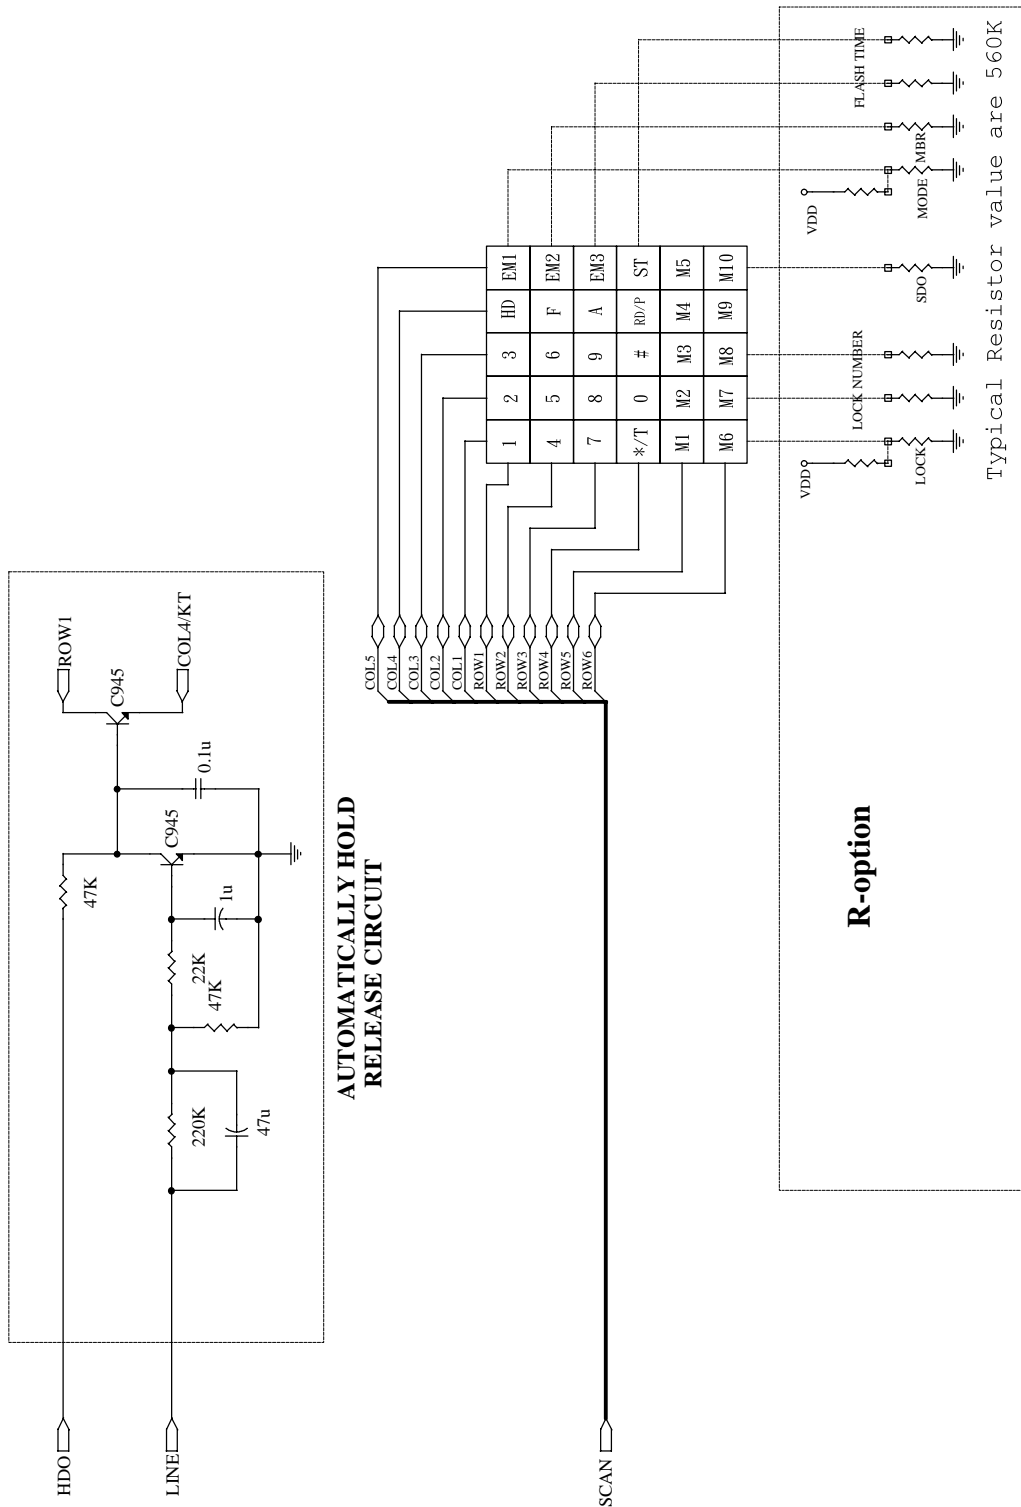 HDO
LINE
SCAN
47K
220K
47u
22K
47K
1u
C945
0.1u
C945
ROW1
COL4/KT
AUTOMATICALLY HOLD
RELEASE CIRCUIT
COL5
COL4
COL3
COL2
COL1
ROW1
ROW2
ROW3
ROW4
ROW5
ROW6
1 2 3 HD EM1
4 5 6 F EM2
7 8 9 A EM3
*/T 0 # RD/P ST
M1 M2 M3 M4 M5
M6 M7 M8 M9 M10
VDD
LOCK
LOCK NUMBER
SDO
VDD
MODE
MBR
FLASH TIME
R-option
Typical Resistor value are 560K